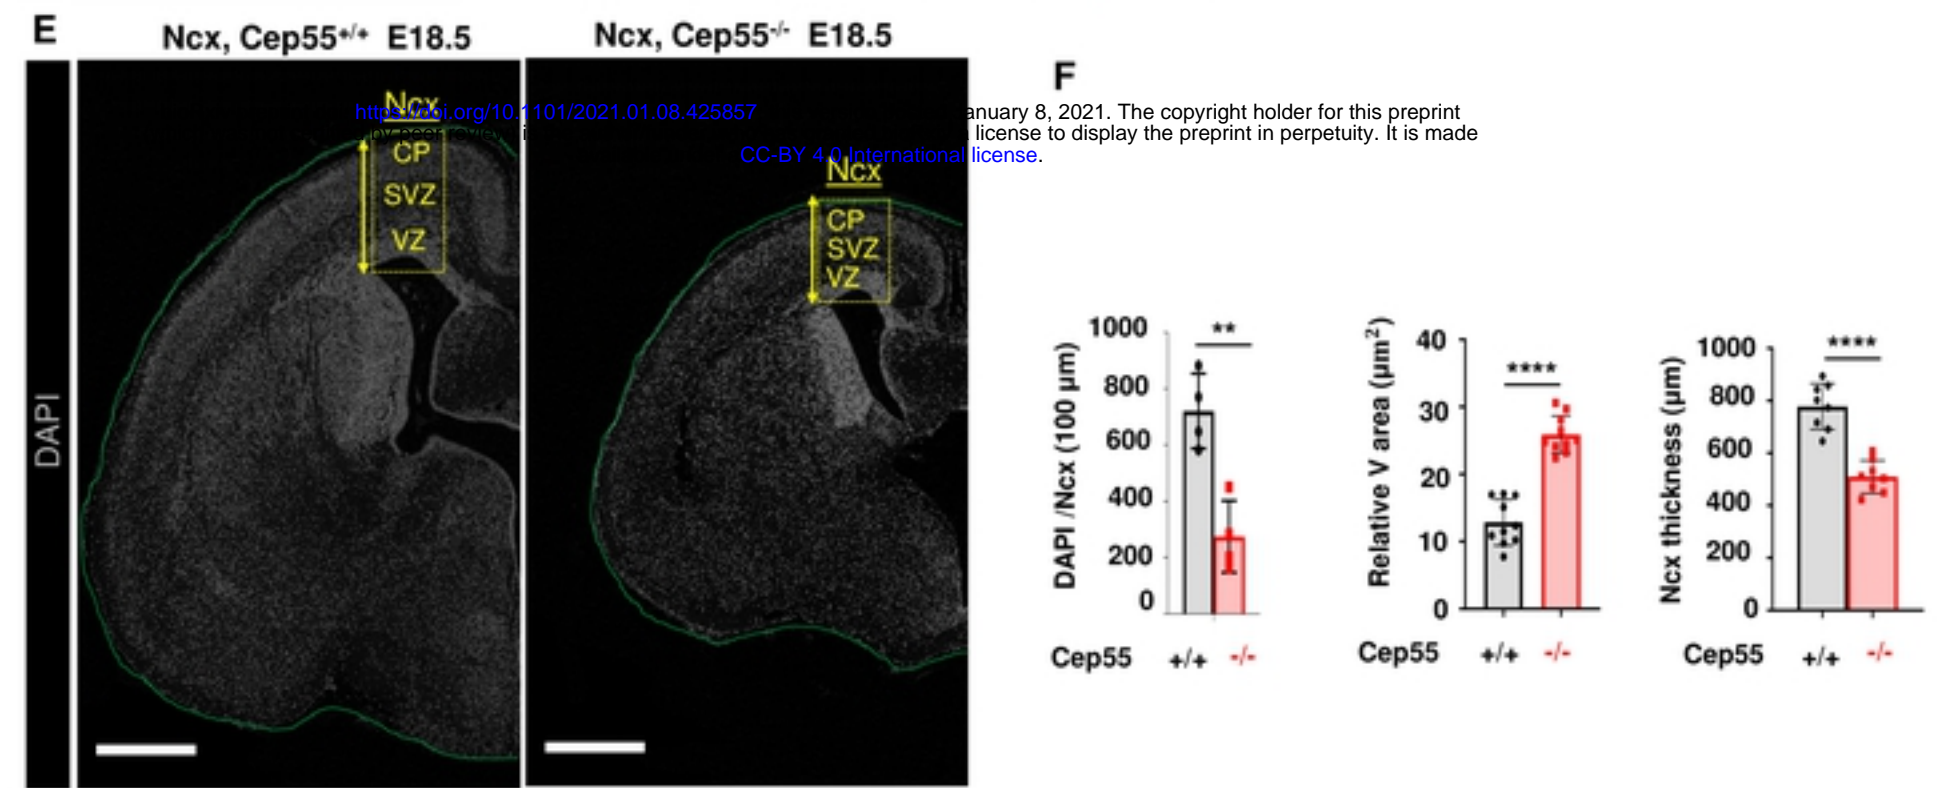 E
Ncx, Cep55+/+ E18.5
Ncx, Cep55-/- E18.5
F
https://doi.org/10.1101/2021.01.08.425857
anuary 8, 2021. The copyright holder for this preprint
by peer review i
license to display the preprint in perpetuity. It is made
CC-BY 4.0 International license.
Ncx
CP
SVZ
VZ
Ncx
CP
SVZ
VZ
DAPI
DAPI /Ncx (100 µm)
1000
800
600
400
200
0
**
Cep55 +/+ -/-
Relative V area (µm²)
40
30
20
10
0
****
Cep55 +/+ -/-
Ncx thickness (µm)
1000
800
600
400
200
0
****
Cep55 +/+ -/-